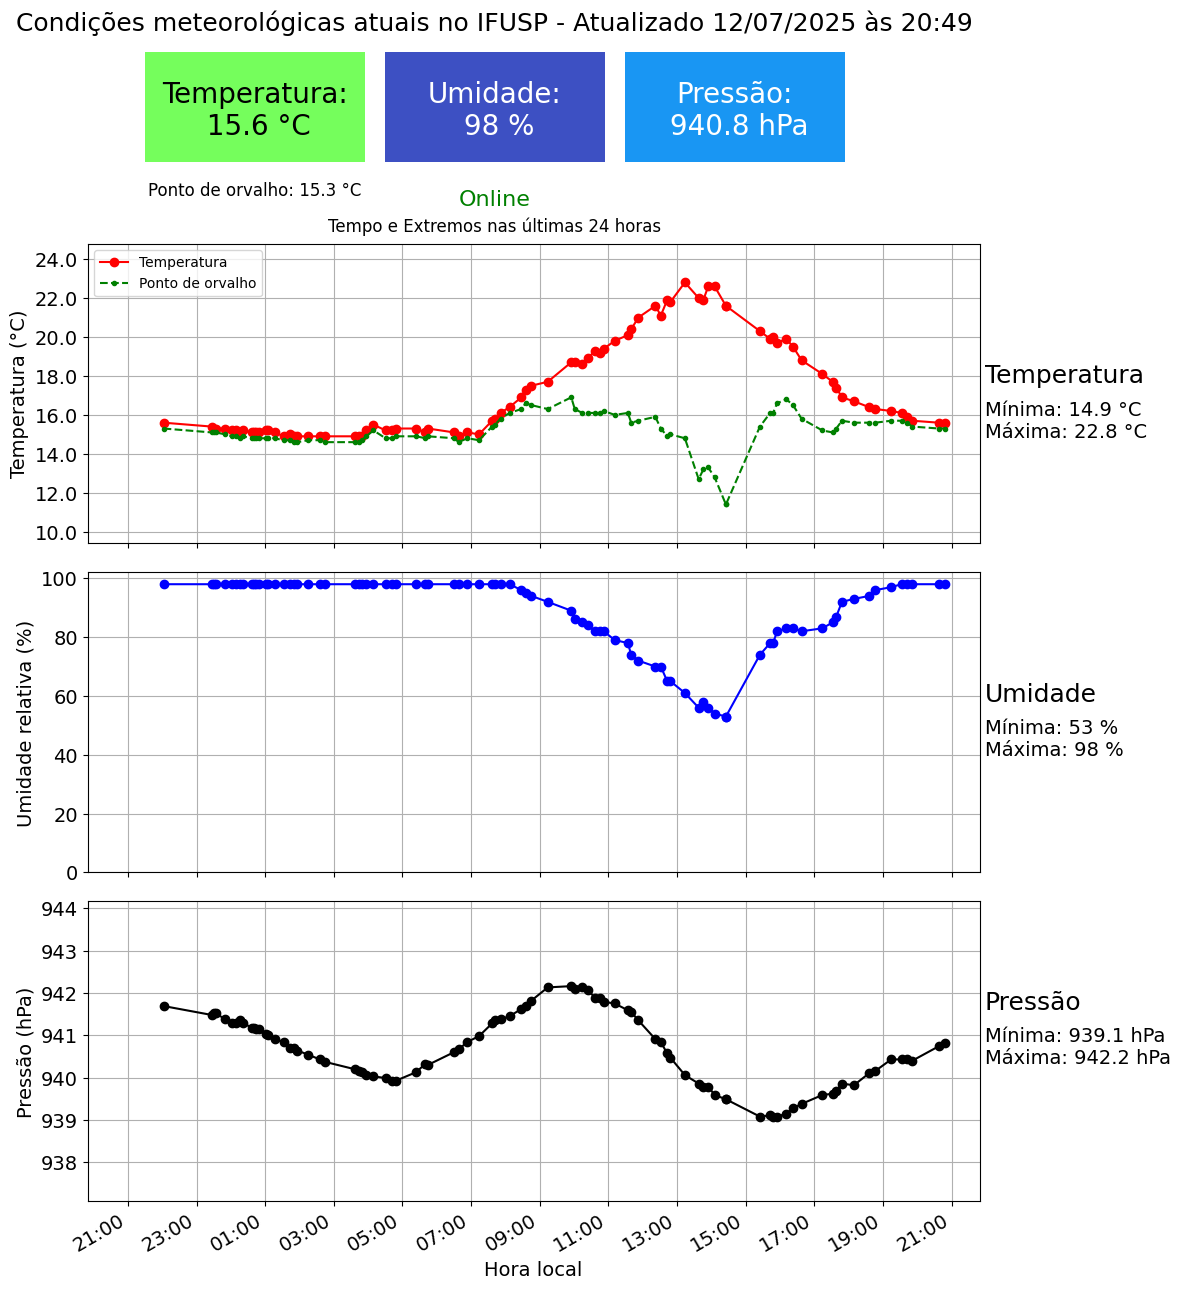 Condições meteorológicas atuais no IFUSP - Atualizado 12/07/2025 às 20:49
Temperatura:
15.6 °C
Umidade:
98 %
Pressão:
940.8 hPa
Ponto de orvalho: 15.3 °C
Online
Tempo e Extremos nas últimas 24 horas
Temperatura
Ponto de orvalho
Temperatura (°C)
24.0
22.0
20.0
18.0
16.0
14.0
12.0
10.0
Temperatura
Mínima: 14.9 °C
Máxima: 22.8 °C
Umidade relativa (%)
100
80
60
40
20
0
Umidade
Mínima: 53 %
Máxima: 98 %
Pressão (hPa)
944
943
942
941
940
939
938
Pressão
Mínima: 939.1 hPa
Máxima: 942.2 hPa
21:00
23:00
01:00
03:00
05:00
07:00
09:00
11:00
13:00
15:00
17:00
19:00
21:00
Hora local